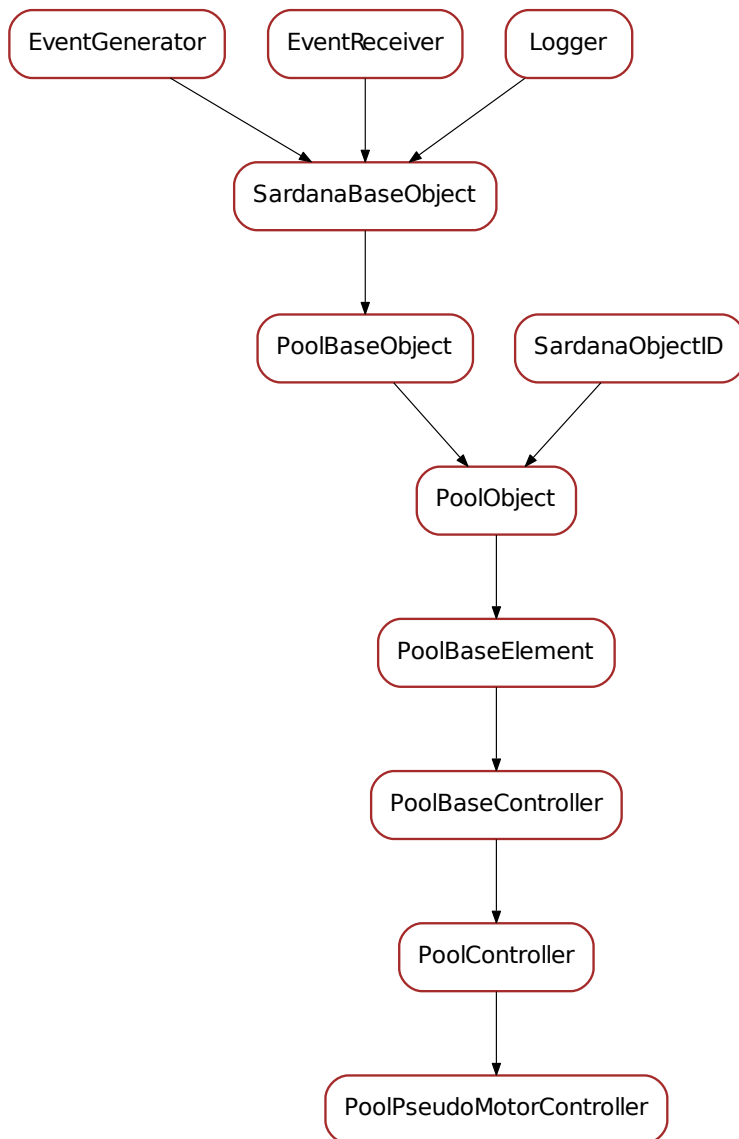 EventGenerator
EventReceiver
Logger
SardanaBaseObject
PoolBaseObject
SardanaObjectID
PoolObject
PoolBaseElement
PoolBaseController
PoolController
PoolPseudoMotorController